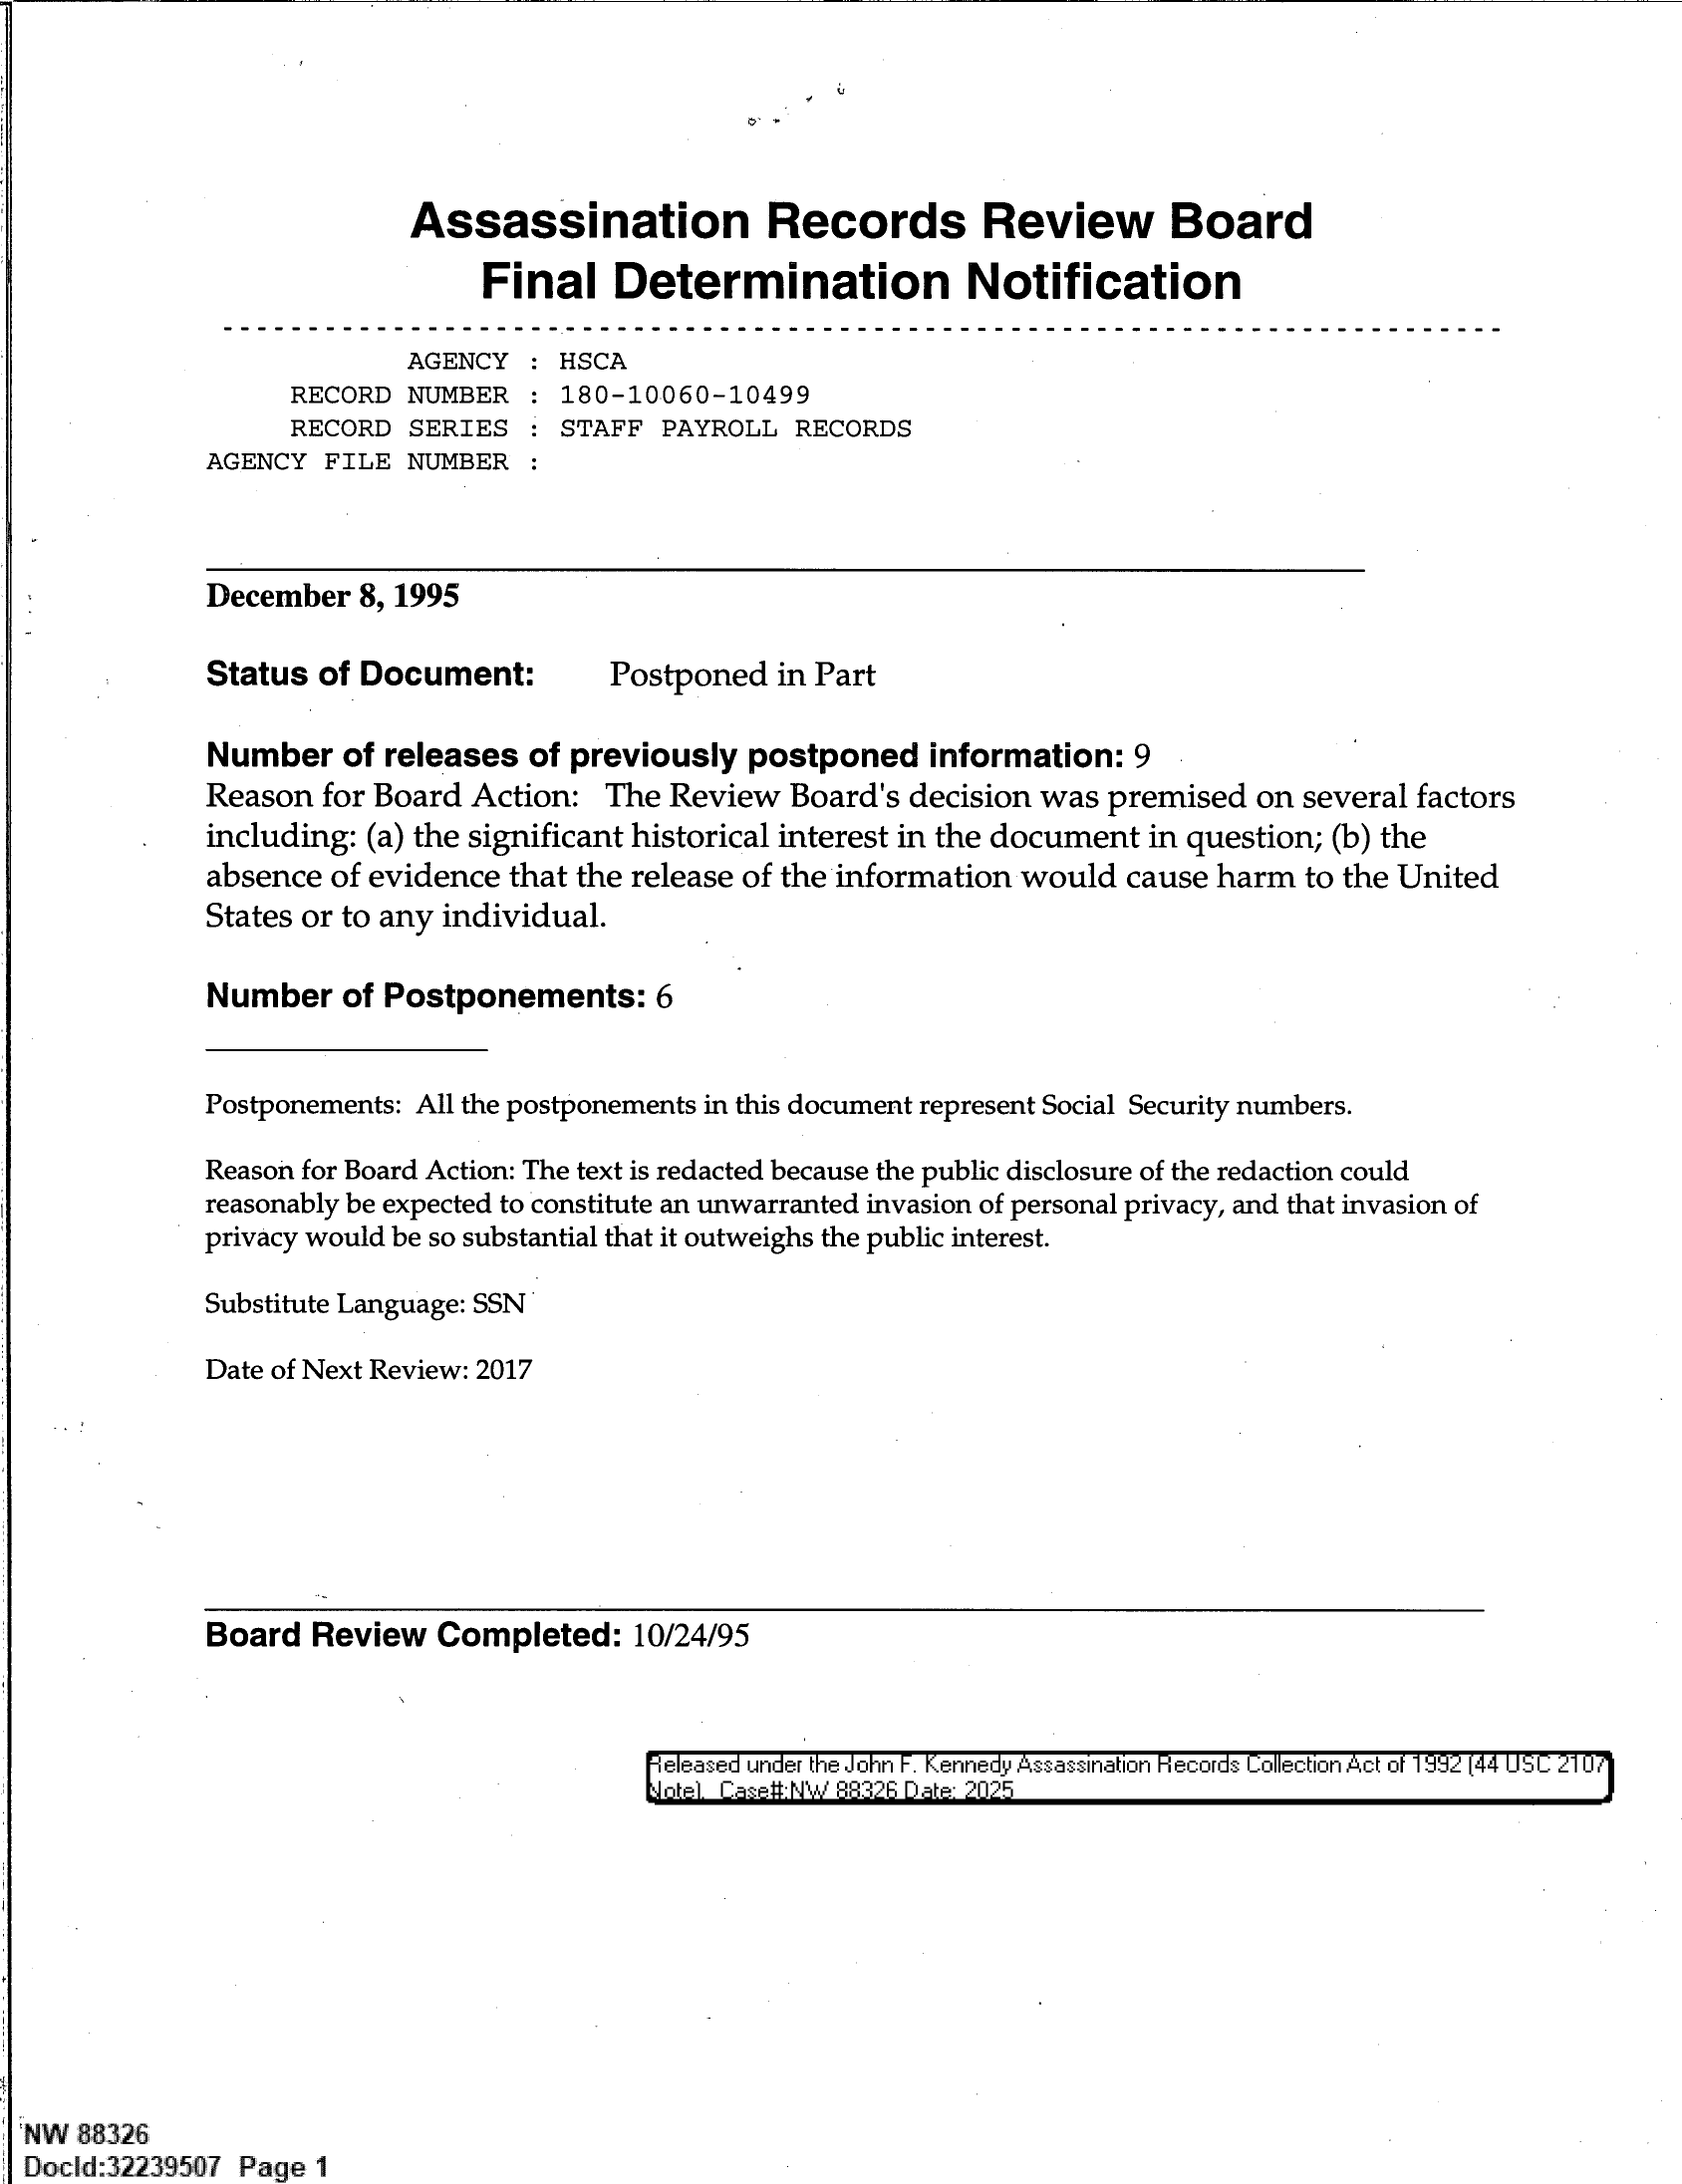 Assassination Records Review Board
Final Determination Notification
AGENCY : HSCA
RECORD NUMBER : 180-10060-10499
RECORD SERIES : STAFF PAYROLL RECORDS
AGENCY FILE NUMBER :
December 8, 1995
Status of Document: Postponed in Part
Number of releases of previously postponed information: 9
Reason for Board Action: The Review Board's decision was premised on several factors
including: (a) the significant historical interest in the document in question; (b) the
absence of evidence that the release of the information would cause harm to the United
States or to any individual.
Number of Postponements: 6
Postponements: All the postponements in this document represent Social Security numbers.
Reason for Board Action: The text is redacted because the public disclosure of the redaction could
reasonably be expected to constitute an unwarranted invasion of personal privacy, and that invasion of
privacy would be so substantial that it outweighs the public interest.
Substitute Language: SSN
Date of Next Review: 2017
Board Review Completed: 10/24/95
Released under the John F. Kennedy Assassination Records Collection Act of 1992 (44 USC 2107
Note). Case#:NW 88326 Date: 2025
NW 88326
DocId:32239507 Page 1